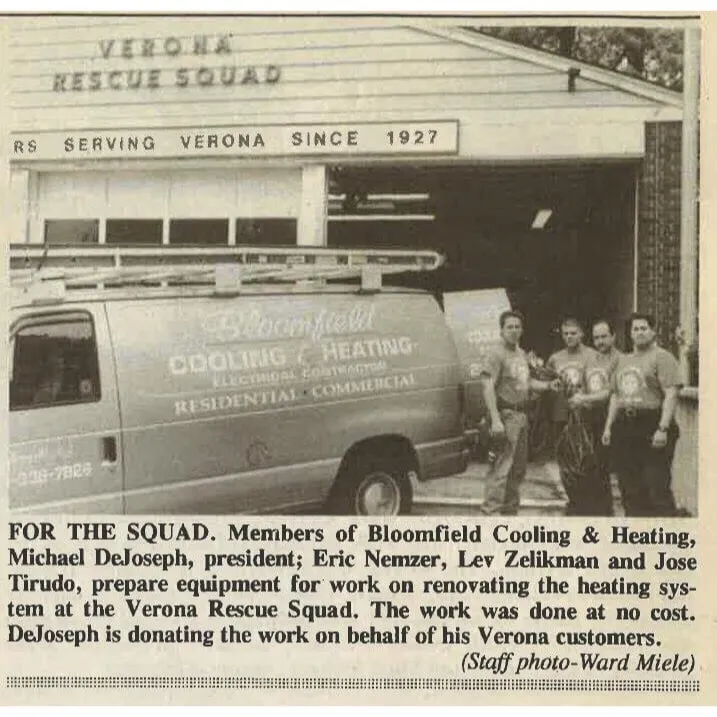 VERONA
RESCUE SQUAD
RS SERVING VERONA SINCE 1927
Bloomfield
COOLING & HEATING
ELECTRICAL CONTRACTOR
RESIDENTIAL · COMMERCIAL
FOR THE SQUAD. Members of Bloomfield Cooling & Heating,
Michael DeJoseph, president; Eric Nemzer, Lev Zelikman and Jose
Tirudo, prepare equipment for work on renovating the heating sys-
tem at the Verona Rescue Squad. The work was done at no cost.
DeJoseph is donating the work on behalf of his Verona customers.
(Staff photo-Ward Miele)